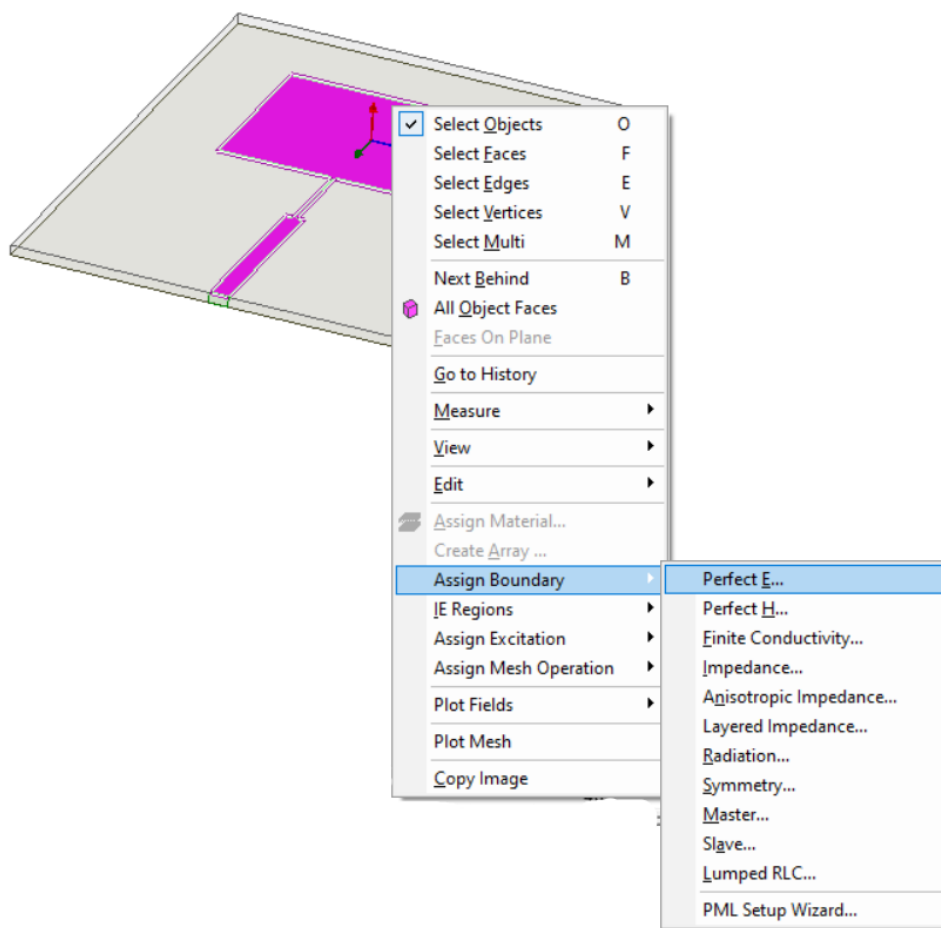 Select Objects O
Select Faces F
Select Edges E
Select Vertices V
Select Multi M
Next Behind B
All Object Faces
Faces On Plane
Go to History
Measure
View
Edit
Assign Material...
Create Array ...
Assign Boundary
IE Regions
Assign Excitation
Assign Mesh Operation
Plot Fields
Plot Mesh
Copy Image
Perfect E...
Perfect H...
Finite Conductivity...
Impedance...
Anisotropic Impedance...
Layered Impedance...
Radiation...
Symmetry...
Master...
Slave...
Lumped RLC...
PML Setup Wizard...